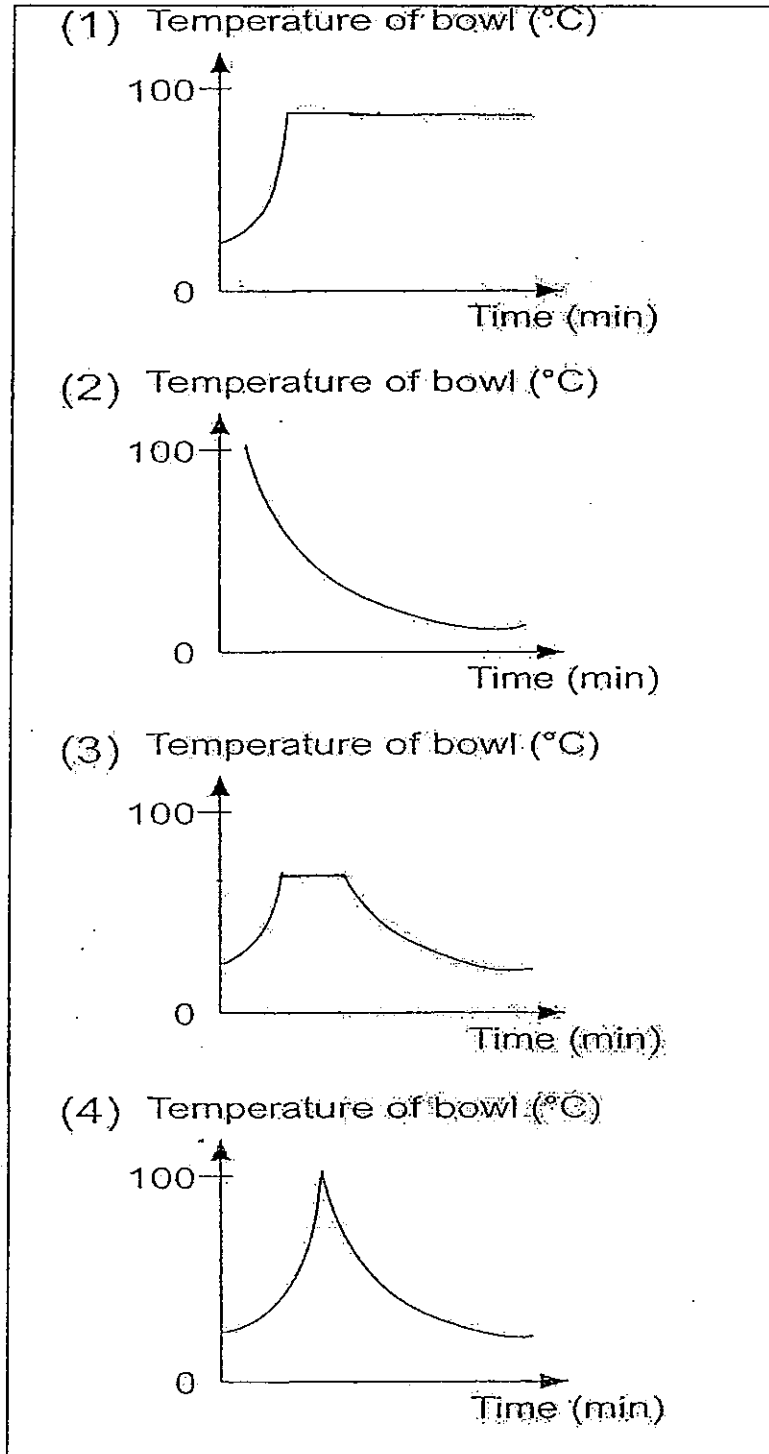 (1) Temperature of bowl (°C)
100
0
Time (min)
(2) Temperature of bowl (°C)
100
0
Time (min)
(3) Temperature of bowl (°C)
100
0
Time (min)
(4) Temperature of bowl (°C)
100
0
Time (min)